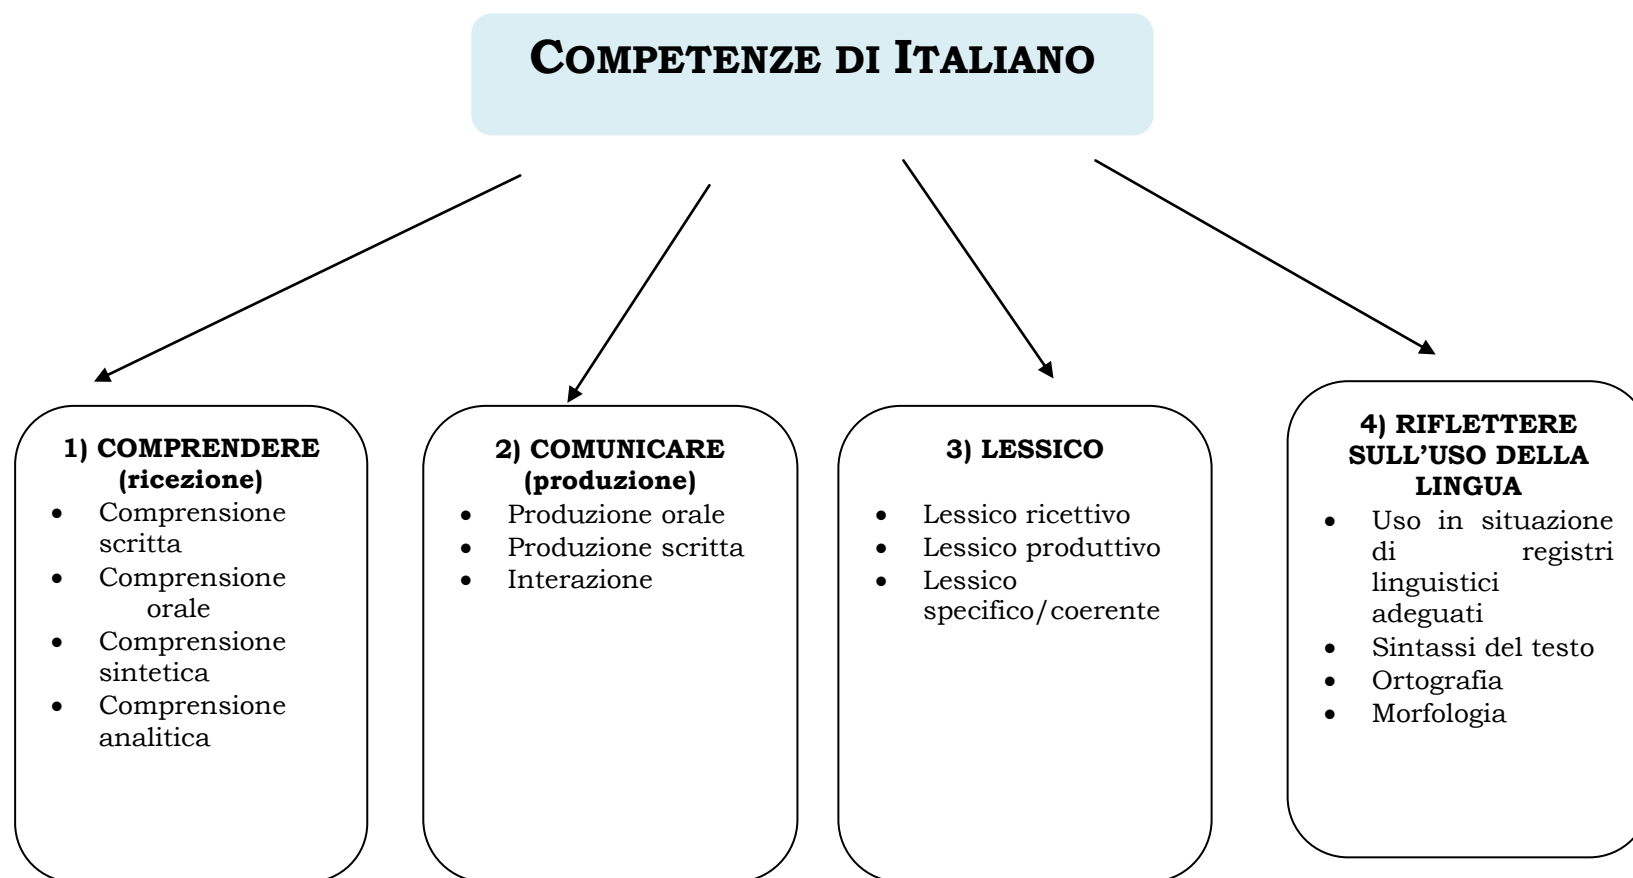 COMPETENZE DI ITALIANO
1) COMPRENDERE
(ricezione)
• Comprensione
scritta
• Comprensione
orale
• Comprensione
sintetica
• Comprensione
analitica
2) COMUNICARE
(produzione)
• Produzione orale
• Produzione scritta
• Interazione
3) LESSICO
• Lessico ricettivo
• Lessico produttivo
• Lessico
specifico/coerente
4) RIFLETTERE
SULL’USO DELLA
LINGUA
• Uso in situazione
di registri
linguistici
adeguati
• Sintassi del testo
• Ortografia
• Morfologia